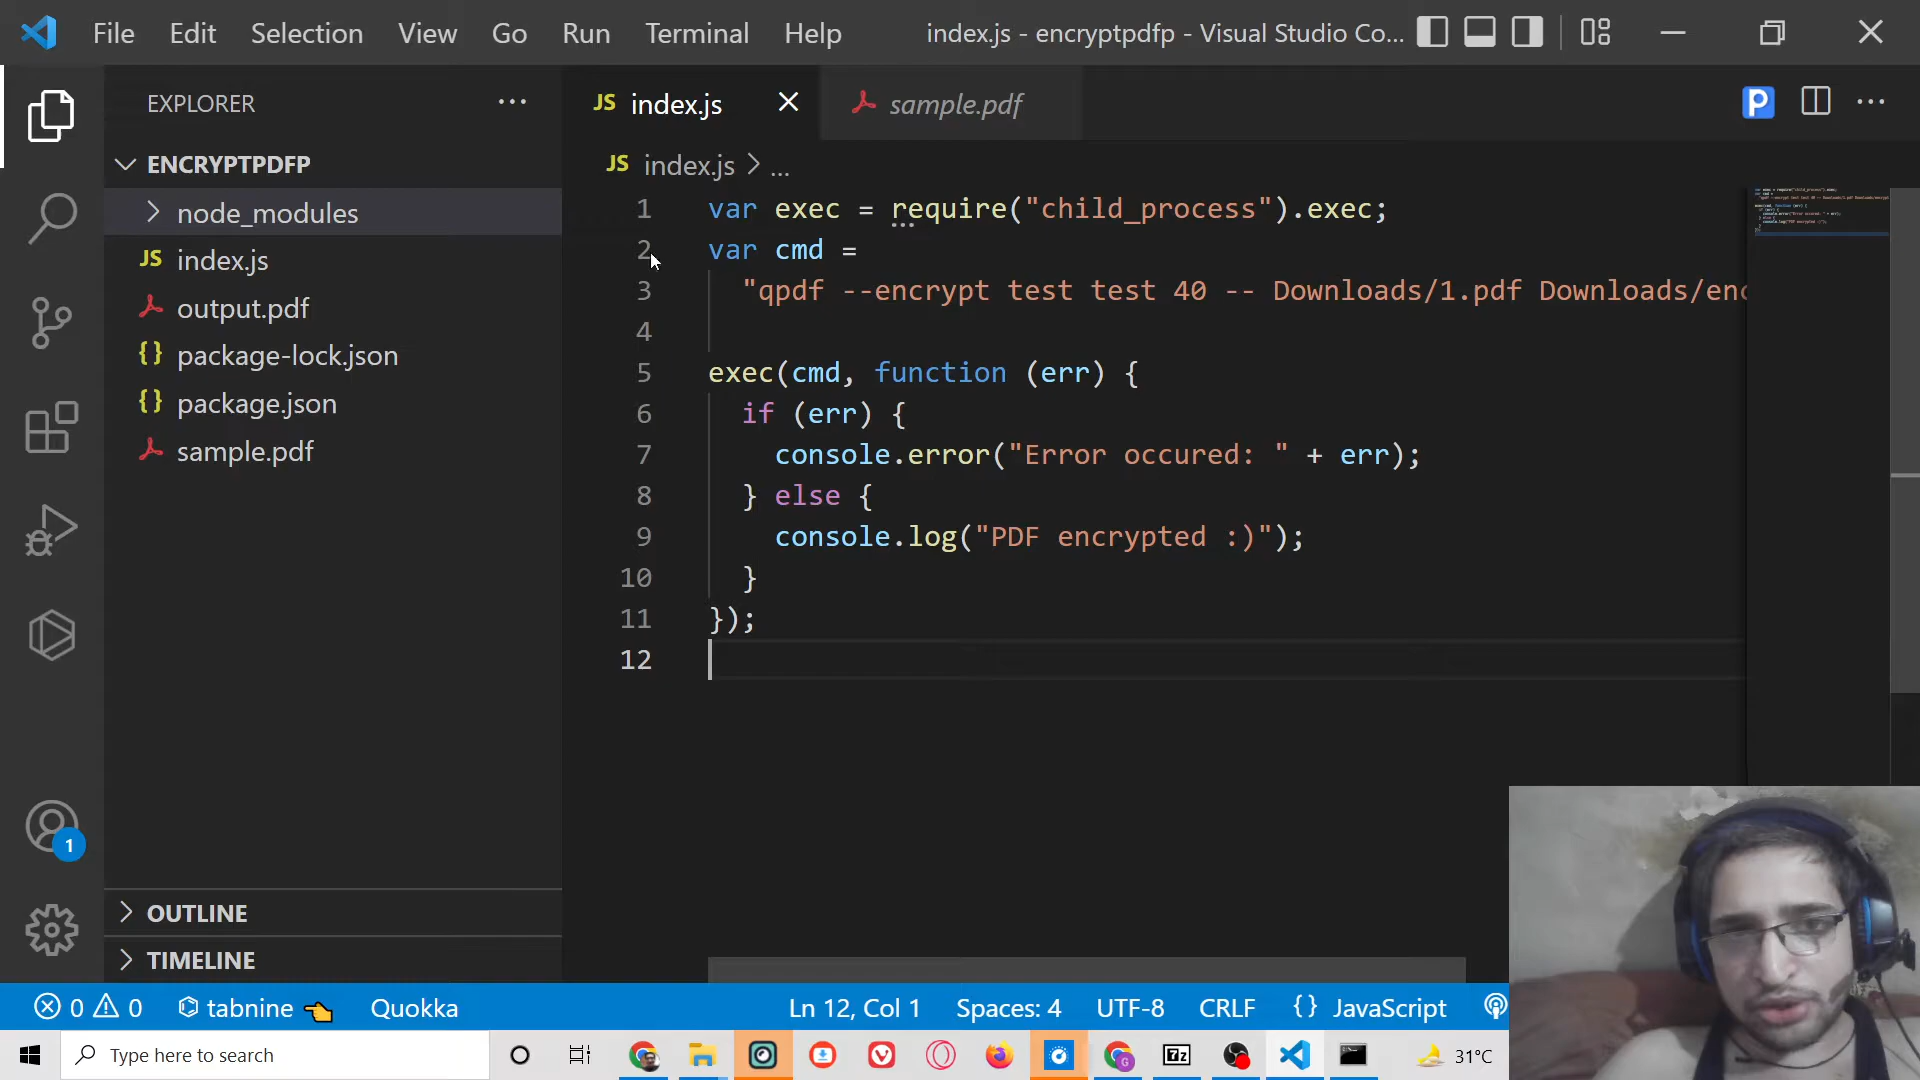 File Edit Selection View Go Run Terminal Help index.js - encryptpdfp - Visual Studio Co...
EXPLORER
ENCRYPTPDFP
node_modules
JS index.js
output.pdf
{} package-lock.json
{} package.json
sample.pdf
OUTLINE
TIMELINE
JS index.js sample.pdf
P
JS index.js > ...
1 var exec = require("child_process").exec;
2 var cmd =
3 "qpdf --encrypt test test 40 -- Downloads/1.pdf Downloads/enc
4
5 exec(cmd, function (err) {
6 if (err) {
7 console.error("Error occured: " + err);
8 } else {
9 console.log("PDF encrypted :)");
10 }
11 });
12
1
0 0 tabnine Quokka Ln 12, Col 1 Spaces: 4 UTF-8 CRLF {} JavaScript
Type here to search 7z G 31°C